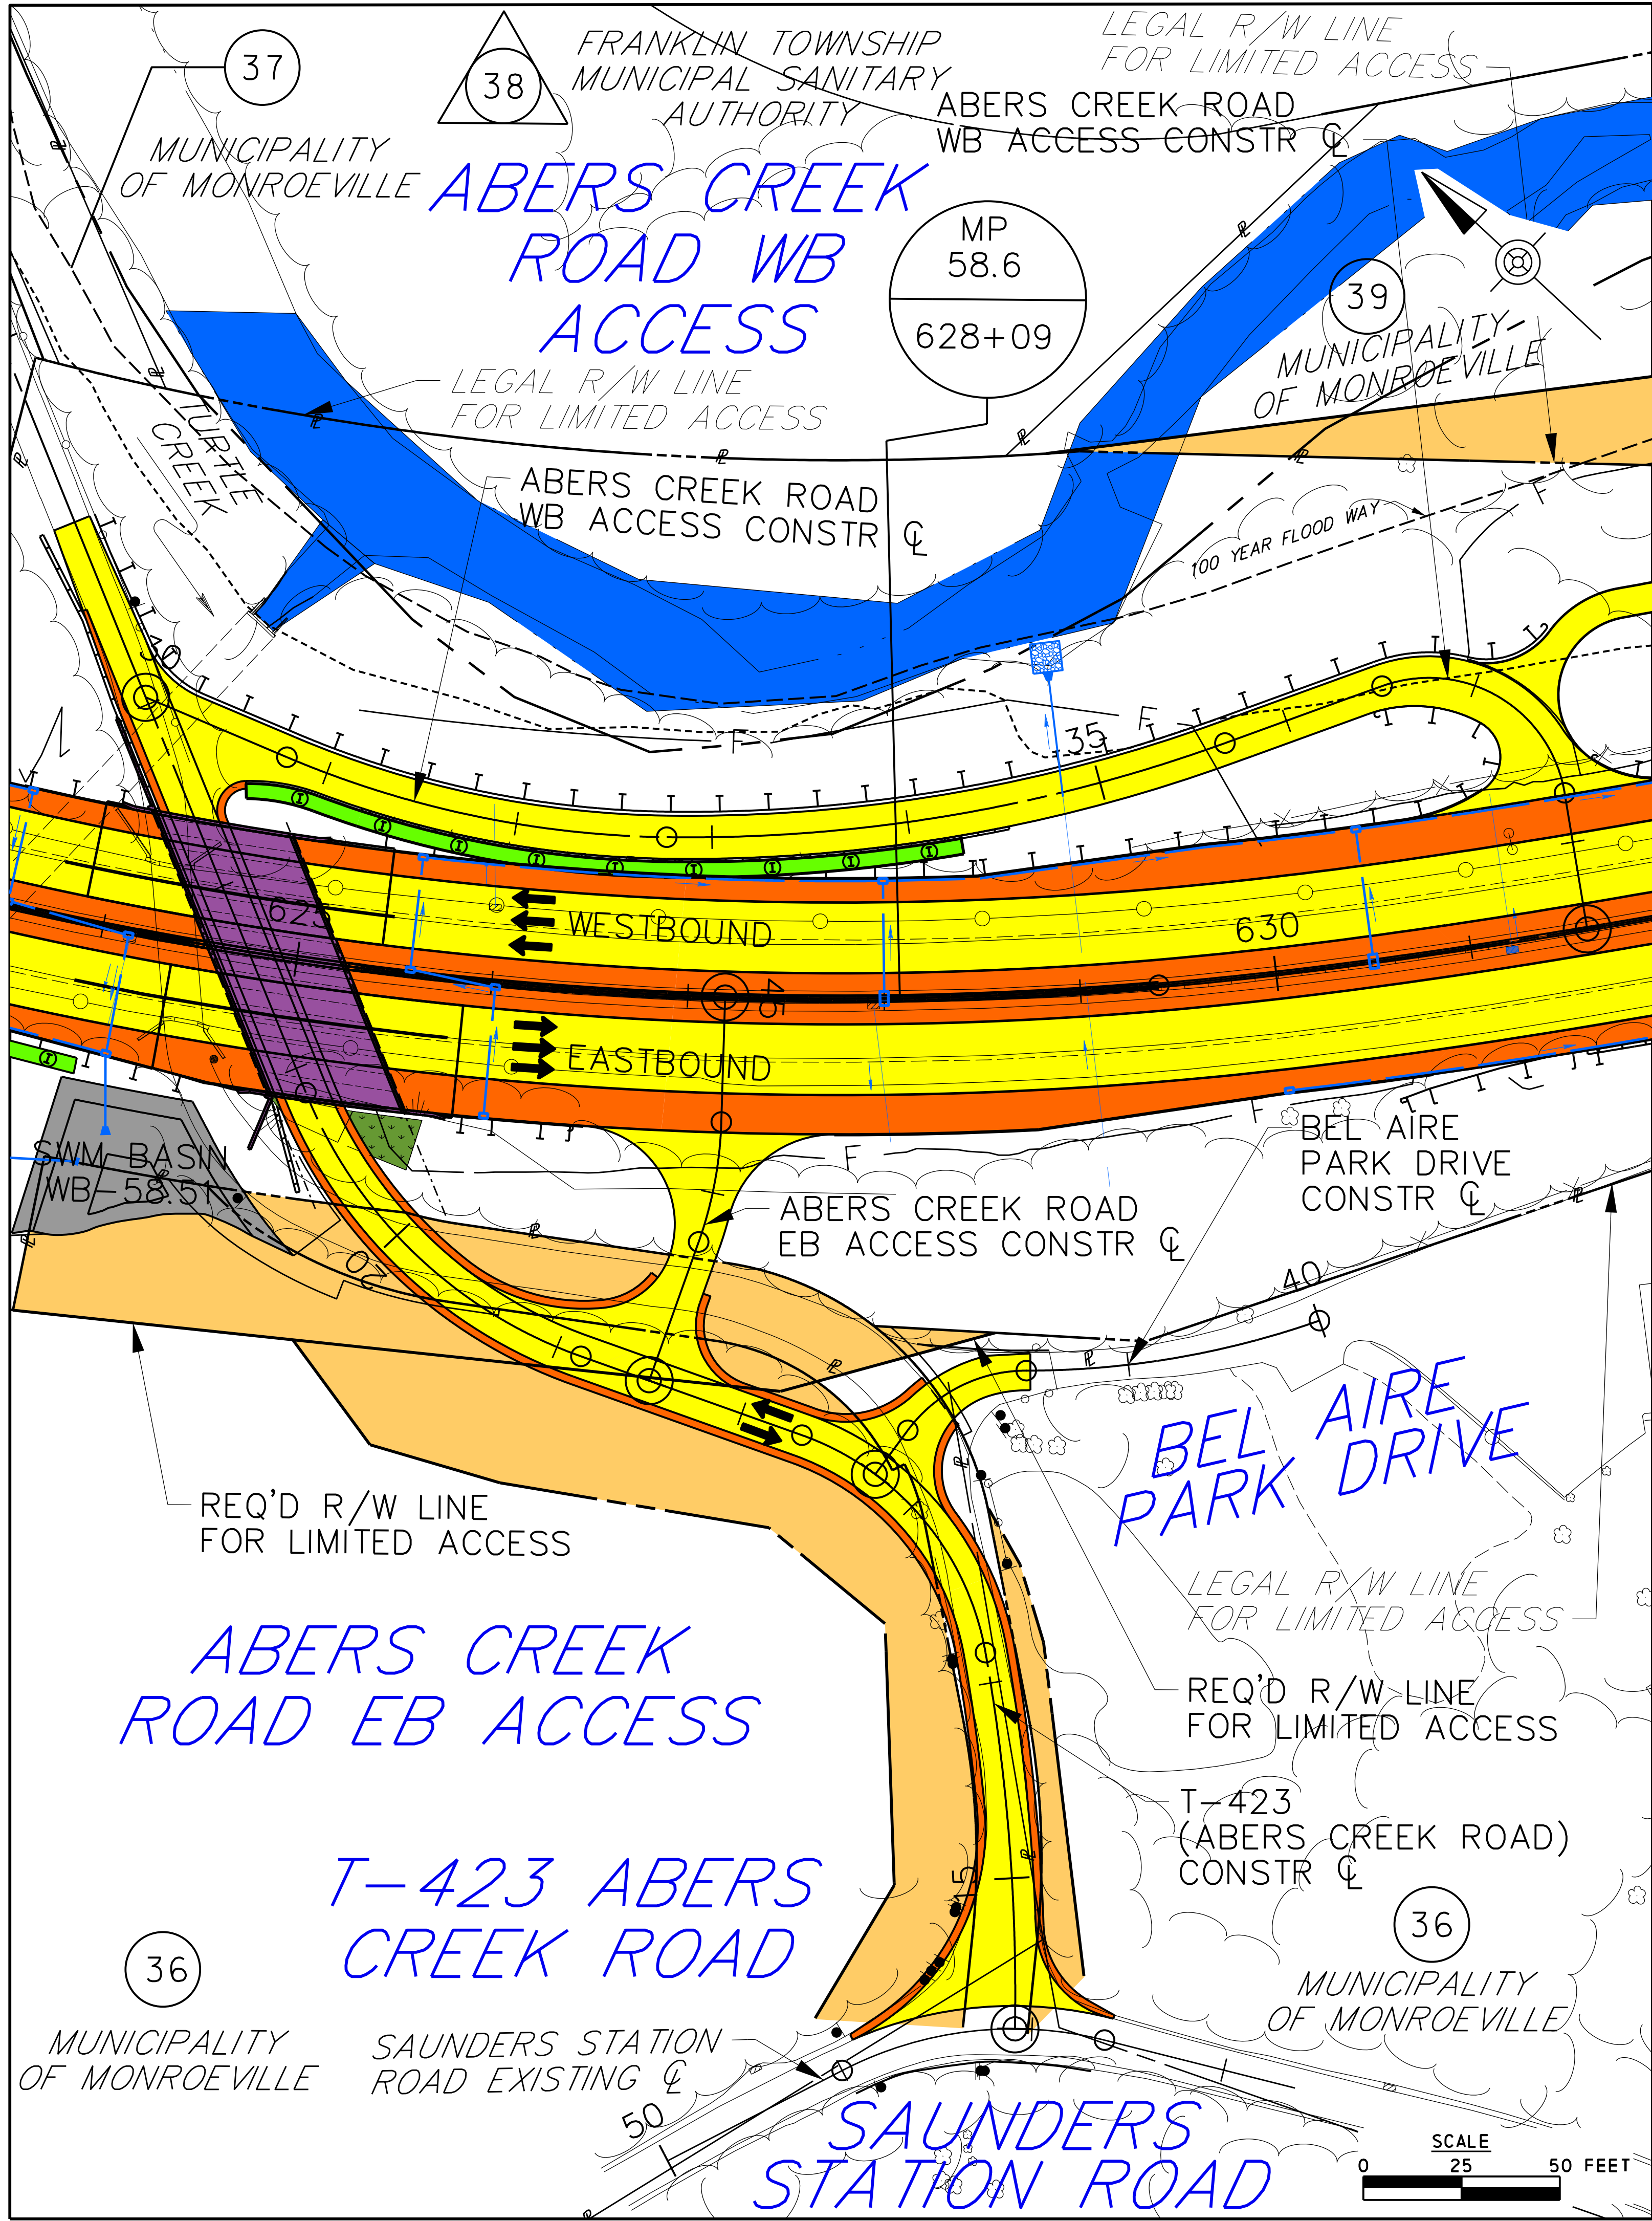 LEGAL R/W LINE
FOR LIMITED ACCESS
37
38
FRANKLIN TOWNSHIP
MUNICIPAL SANITARY
AUTHORITY
ABERS CREEK ROAD
WB ACCESS CONSTR ℄
MUNICIPALITY
OF MONROEVILLE
ABERS CREEK
ROAD WB
ACCESS
MP
58.6
628+09
39
MUNICIPALITY
OF MONROEVILLE
LEGAL R/W LINE
FOR LIMITED ACCESS
TURTLE
CREEK
ABERS CREEK ROAD
WB ACCESS CONSTR ℄
100 YEAR FLOOD WAY
F
30
35
F
F
625
WESTBOUND
630
45
EASTBOUND
SWM BASIN
WB-58.51
F
F
BEL AIRE
PARK DRIVE
CONSTR ℄
ABERS CREEK ROAD
EB ACCESS CONSTR ℄
20
40
BEL AIRE
PARK DRIVE
REQ'D R/W LINE
FOR LIMITED ACCESS
LEGAL R/W LINE
FOR LIMITED ACCESS
ABERS CREEK
ROAD EB ACCESS
REQ'D R/W LINE
FOR LIMITED ACCESS
T-423
(ABERS CREEK ROAD)
CONSTR ℄
T-423 ABERS
CREEK ROAD
15
36
MUNICIPALITY
OF MONROEVILLE
36
MUNICIPALITY
OF MONROEVILLE
SAUNDERS STATION
ROAD EXISTING ℄
50
SAUNDERS
STATION ROAD
SCALE
0 25 50 FEET